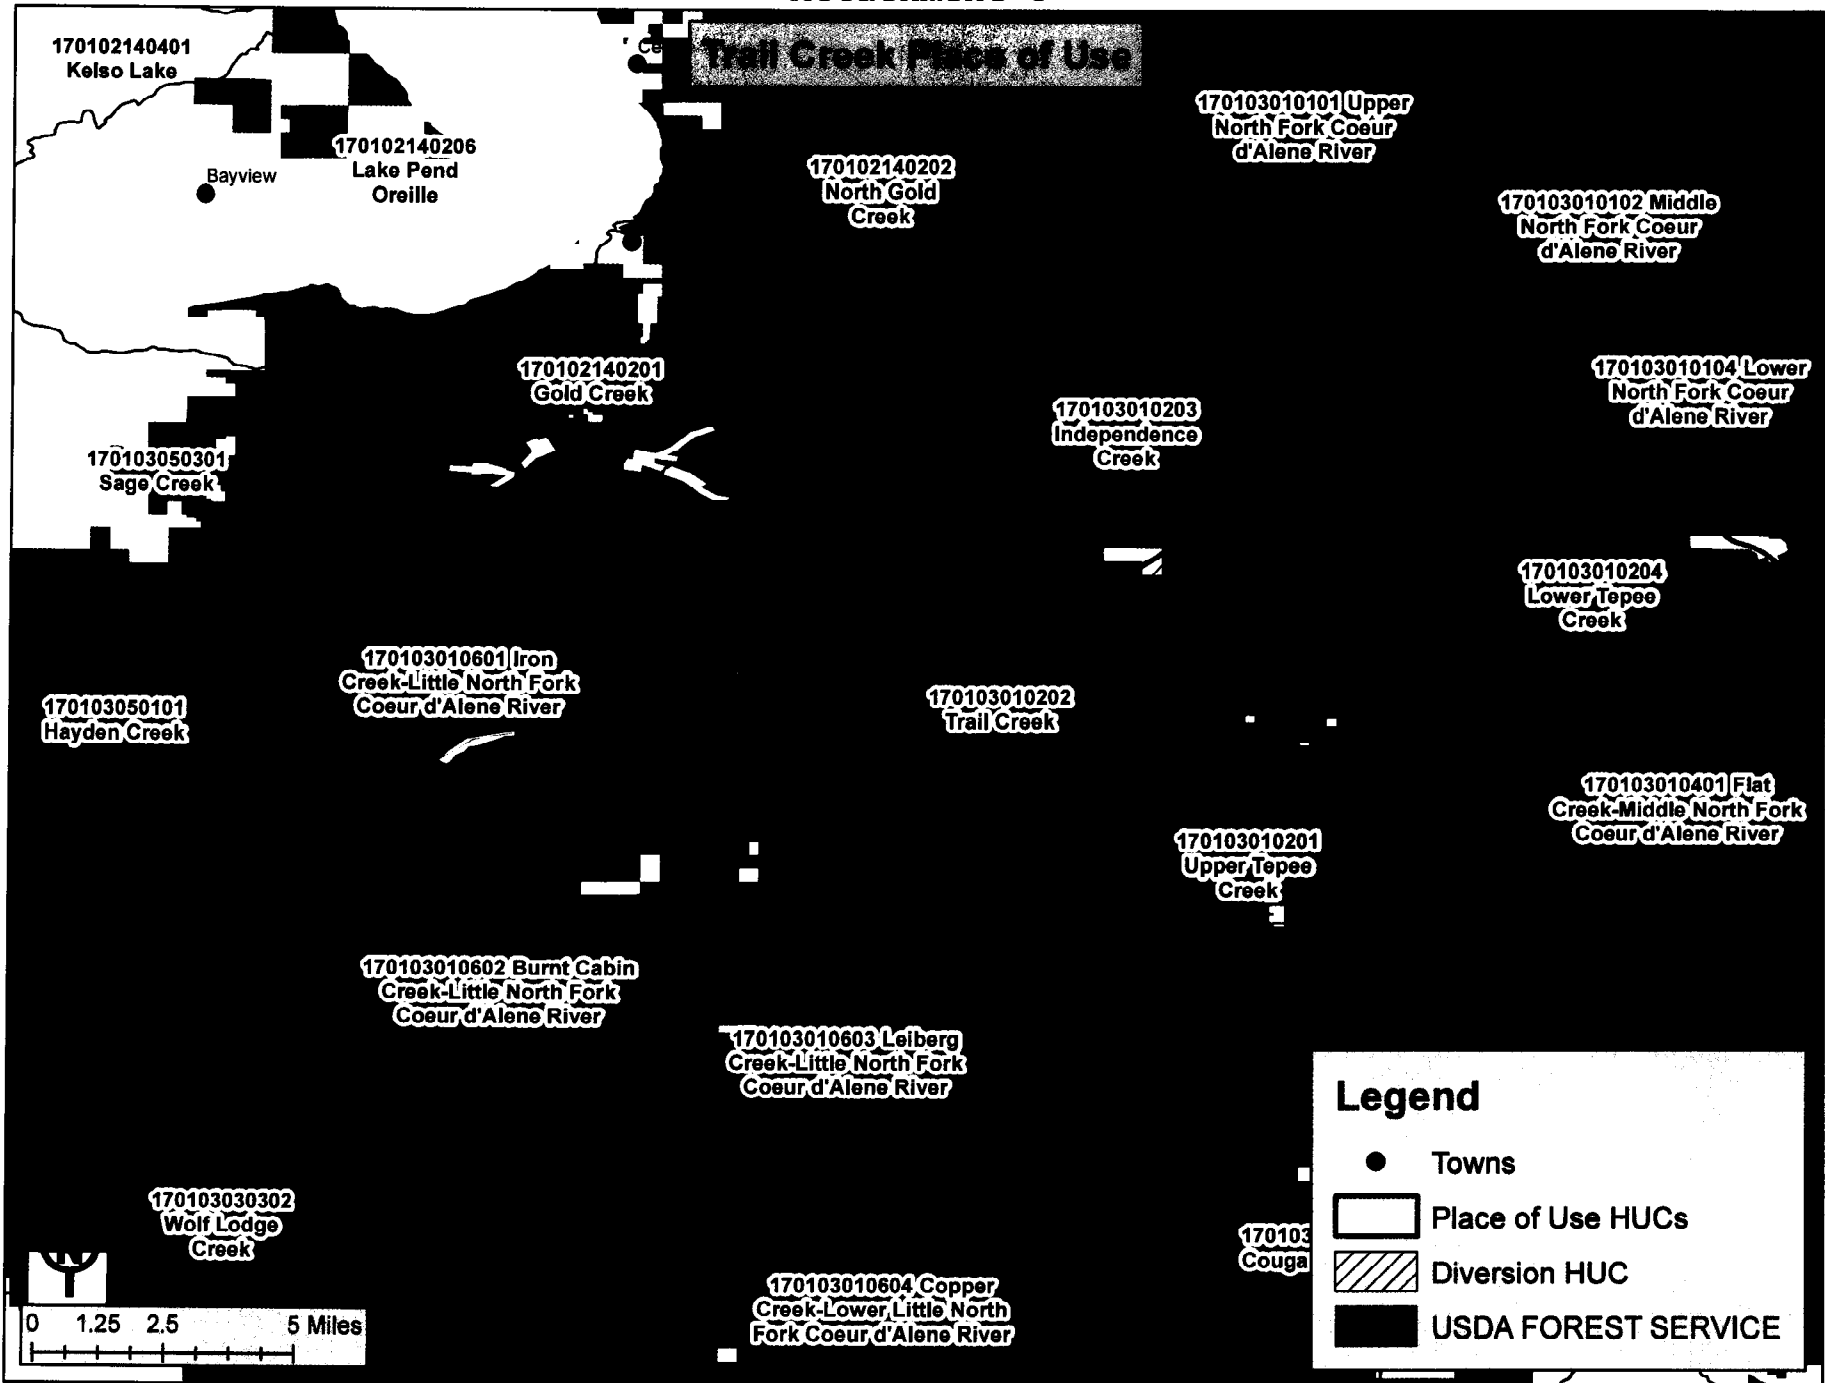 Trail Creek Place of Use
170102140401
Kelso Lake
170102140206
Lake Pend
Oreille
Bayview
Ce
170102140202
North Gold
Creek
170103010101 Upper
North Fork Coeur
d'Alene River
170103010102 Middle
North Fork Coeur
d'Alene River
170102140201
Gold Creek
170103010203
Independence
Creek
170103010104 Lower
North Fork Coeur
d'Alene River
170103050301
Sage Creek
170103010204
Lower Tepee
Creek
170103010601 Iron
Creek-Little North Fork
Coeur d'Alene River
170103050101
Hayden Creek
170103010202
Trail Creek
170103010401 Flat
Creek-Middle North Fork
Coeur d'Alene River
170103010201
Upper Tepee
Creek
170103010602 Burnt Cabin
Creek-Little North Fork
Coeur d'Alene River
170103010603 Leiberg
Creek-Little North Fork
Coeur d'Alene River
170103030302
Wolf Lodge
Creek
170103
Couga
170103010604 Copper
Creek-Lower Little North
Fork Coeur d'Alene River
N
0 1.25 2.5 5 Miles
Legend
Towns
Place of Use HUCs
Diversion HUC
USDA FOREST SERVICE